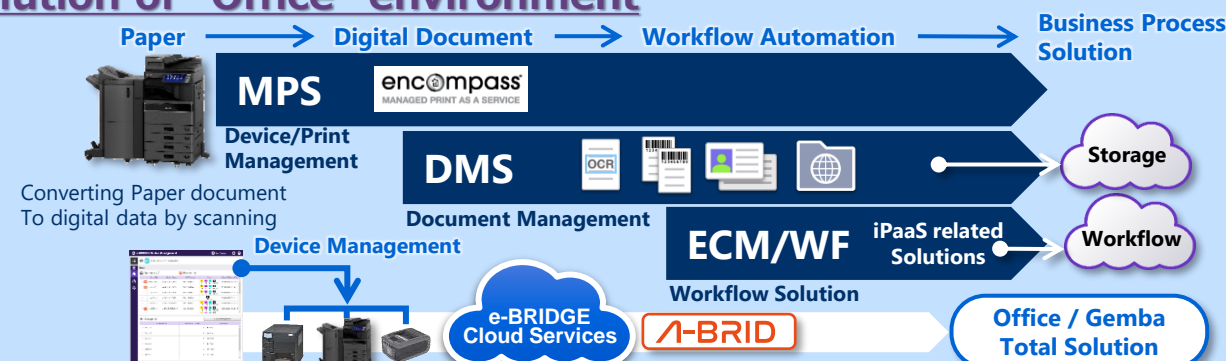 Paper
Digital Document
Workflow Automation
Business Process
Solution
MPS
encompass
MANAGED PRINT AS A SERVICE
Device/Print
Management
DMS
OCR
Storage
Converting Paper document
To digital data by scanning
Document Management
ECM/WF
iPaaS related
Solutions
Workflow
Device Management
Workflow Solution
e-BRIDGE
Cloud Services
A-BRID
Office / Gemba
Total Solution